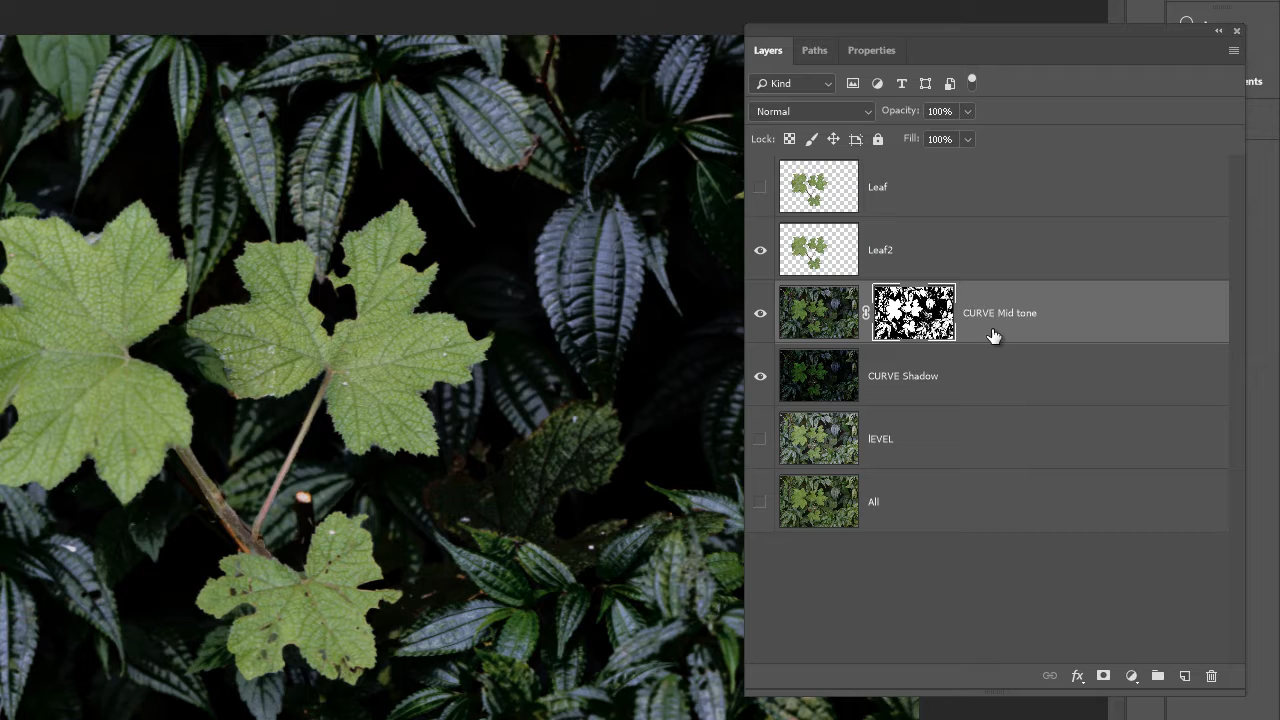 Layers Paths Properties
Kind
ents
Normal Opacity: 100%
Lock: Fill: 100%
Leaf
Leaf2
CURVE Mid tone
CURVE Shadow
lEVEL
All
fx